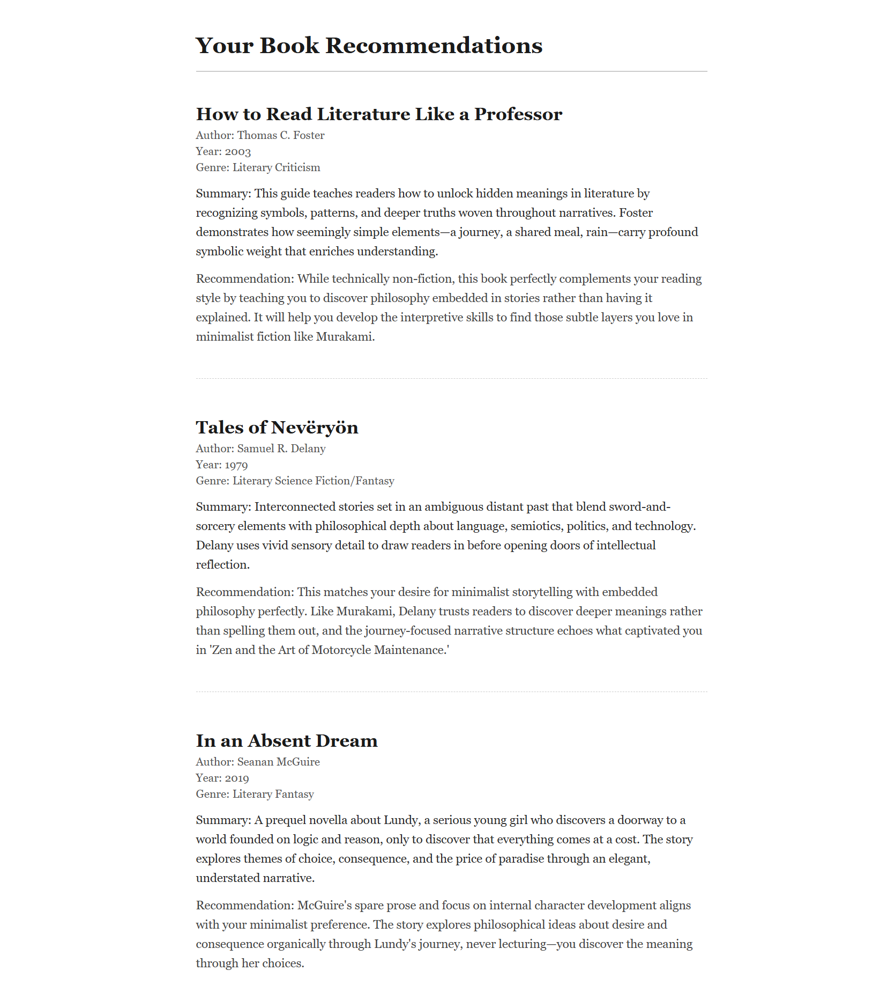 Your Book Recommendations
How to Read Literature Like a Professor
Author: Thomas C. Foster
Year: 2003
Genre: Literary Criticism
Summary: This guide teaches readers how to unlock hidden meanings in literature by
recognizing symbols, patterns, and deeper truths woven throughout narratives. Foster
demonstrates how seemingly simple elements—a journey, a shared meal, rain—carry profound
symbolic weight that enriches understanding.
Recommendation: While technically non-fiction, this book perfectly complements your reading
style by teaching you to discover philosophy embedded in stories rather than having it
explained. It will help you develop the interpretive skills to find those subtle layers you love in
minimalist fiction like Murakami.
Tales of Nevërÿön
Author: Samuel R. Delany
Year: 1979
Genre: Literary Science Fiction/Fantasy
Summary: Interconnected stories set in an ambiguous distant past that blend sword-and-
sorcery elements with philosophical depth about language, semiotics, politics, and technology.
Delany uses vivid sensory detail to draw readers in before opening doors of intellectual
reflection.
Recommendation: This matches your desire for minimalist storytelling with embedded
philosophy perfectly. Like Murakami, Delany trusts readers to discover deeper meanings rather
than spelling them out, and the journey-focused narrative structure echoes what captivated you
in 'Zen and the Art of Motorcycle Maintenance.'
In an Absent Dream
Author: Seanan McGuire
Year: 2019
Genre: Literary Fantasy
Summary: A prequel novella about Lundy, a serious young girl who discovers a doorway to a
world founded on logic and reason, only to discover that everything comes at a cost. The story
explores themes of choice, consequence, and the price of paradise through an elegant,
understated narrative.
Recommendation: McGuire's spare prose and focus on internal character development aligns
with your minimalist preference. The story explores philosophical ideas about desire and
consequence organically through Lundy's journey, never lecturing—you discover the meaning
through her choices.